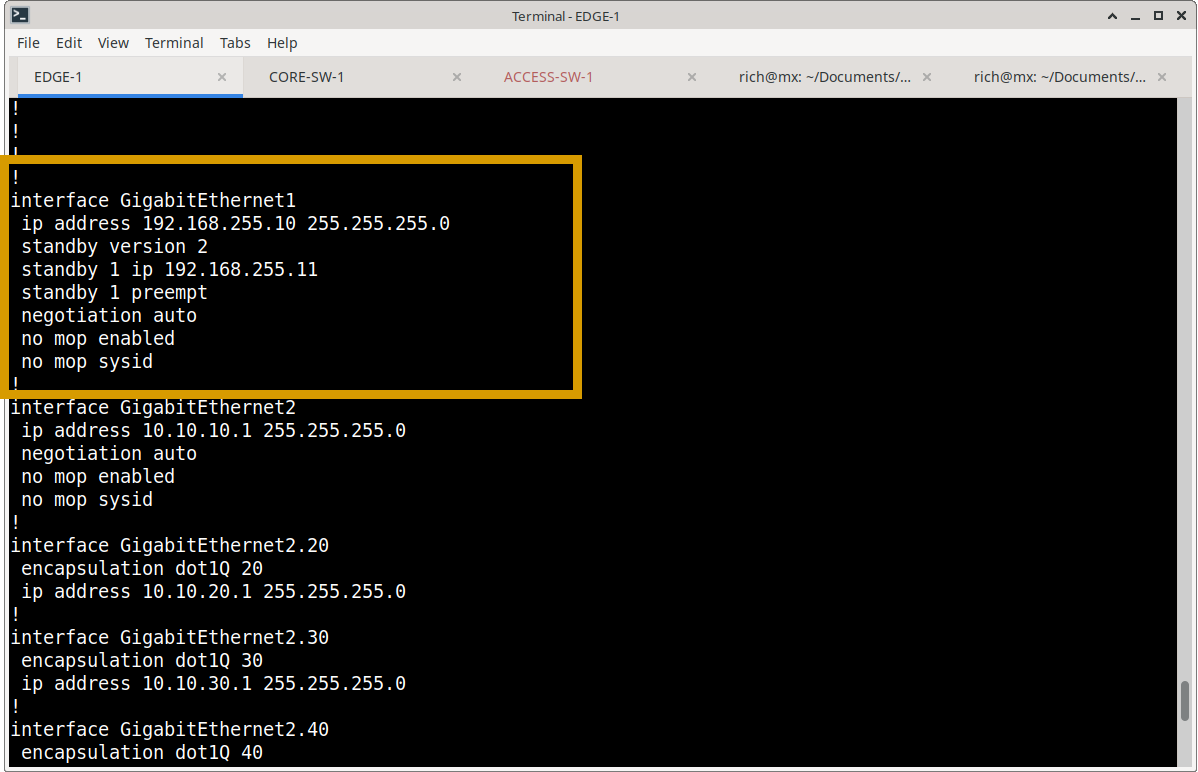 Terminal - EDGE-1
File Edit View Terminal Tabs Help
EDGE-1 CORE-SW-1 ACCESS-SW-1 rich@mx: ~/Documents/... rich@mx: ~/Documents/...
!
!
!
!
interface GigabitEthernet1
 ip address 192.168.255.10 255.255.255.0
 standby version 2
 standby 1 ip 192.168.255.11
 standby 1 preempt
 negotiation auto
 no mop enabled
 no mop sysid
!
interface GigabitEthernet2
 ip address 10.10.10.1 255.255.255.0
 negotiation auto
 no mop enabled
 no mop sysid
!
interface GigabitEthernet2.20
 encapsulation dot1Q 20
 ip address 10.10.20.1 255.255.255.0
!
interface GigabitEthernet2.30
 encapsulation dot1Q 30
 ip address 10.10.30.1 255.255.255.0
!
interface GigabitEthernet2.40
 encapsulation dot1Q 40